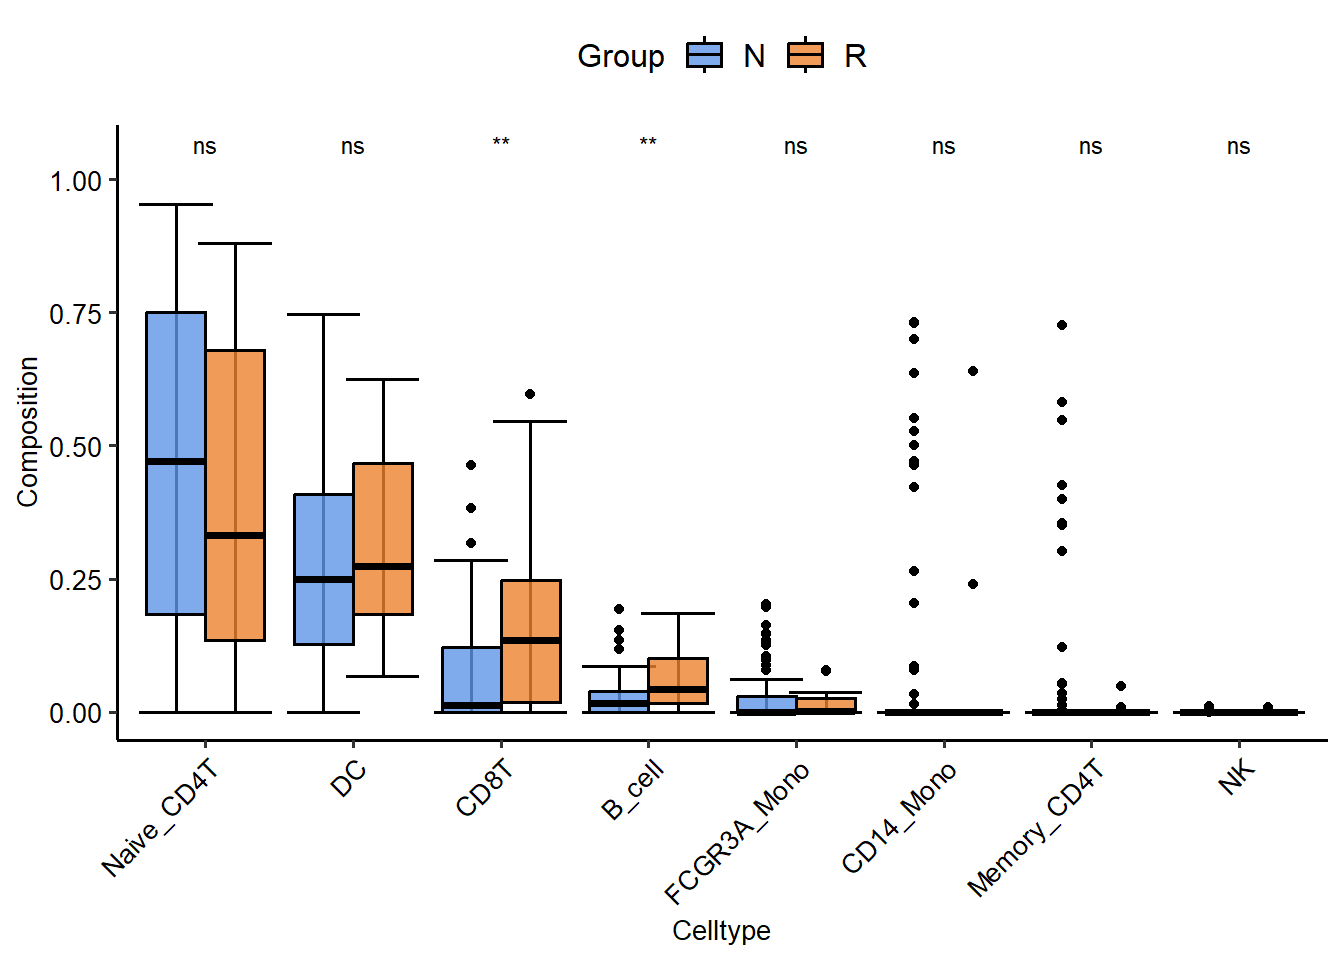 Group N R
ns ns ** ** ns ns ns ns
1.00
0.75
0.50
0.25
0.00
Composition
Naive_CD4T DC CD8T B_cell FCGR3A_Mono CD14_Mono Memory_CD4T NK
Celltype